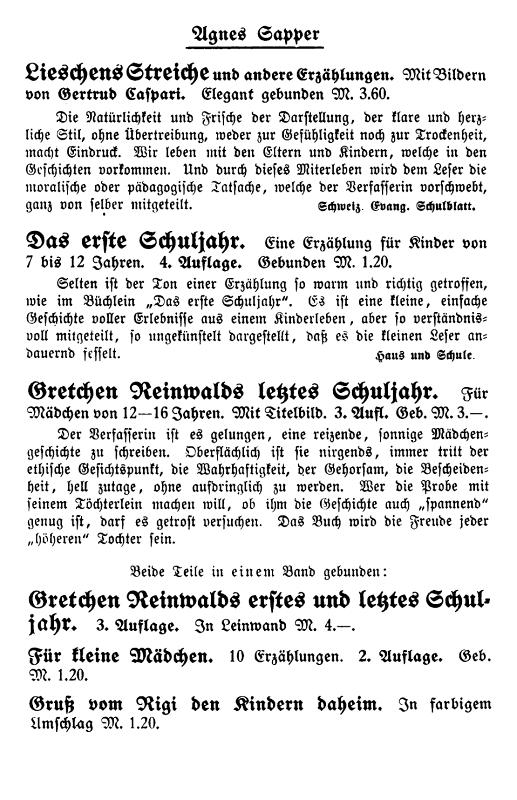 Agnes Sapper
Lieschens Streiche und andere Erzählungen. Mit Bildern
von Gertrud Caspari. Elegant gebunden M. 3.60.
Die Natürlichkeit und Frische der Darstellung, der klare und herz-
liche Stil, ohne Übertreibung, weder zur Gefühligkeit noch zur Trockenheit,
macht Eindruck. Wir leben mit den Eltern und Kindern, welche in den
Geschichten vorkommen. Und durch dieses Miterleben wird dem Leser die
moralische oder pädagogische Tatsache, welche der Verfasserin vorschwebt,
ganz von selber mitgeteilt. Schweiz. Evang. Schulblatt.
Das erste Schuljahr. Eine Erzählung für Kinder von
7 bis 12 Jahren. 4. Auflage. Gebunden M. 1.20.
Selten ist der Ton einer Erzählung so warm und richtig getroffen,
wie im Büchlein „Das erste Schuljahr“. Es ist eine kleine, einfache
Geschichte voller Erlebnisse aus einem Kinderleben, aber so verständnis-
voll mitgeteilt, so ungekünstelt dargestellt, daß es die kleinen Leser an-
dauernd fesselt. Haus und Schule.
Gretchen Reinwalds letztes Schuljahr. Für
Mädchen von 12—16 Jahren. Mit Titelbild. 3. Aufl. Geb. M. 3.—.
Der Verfasserin ist es gelungen, eine reizende, sonnige Mädchen-
geschichte zu schreiben. Oberflächlich ist sie nirgends, immer tritt der
ethische Gesichtspunkt, die Wahrhaftigkeit, der Gehorsam, die Bescheiden-
heit, hell zutage, ohne aufdringlich zu werden. Wer die Probe mit
seinem Töchterlein machen will, ob ihm die Geschichte auch „spannend“
genug ist, darf es getrost versuchen. Das Buch wird die Freude jeder
„höheren“ Tochter sein.
Beide Teile in einem Band gebunden:
Gretchen Reinwalds erstes und letztes Schul-
jahr. 3. Auflage. In Leinwand M. 4.—.
Für kleine Mädchen. 10 Erzählungen. 2. Auflage. Geb.
M. 1.20.
Gruß vom Rigi den Kindern daheim. In farbigem
Umschlag M. 1.20.